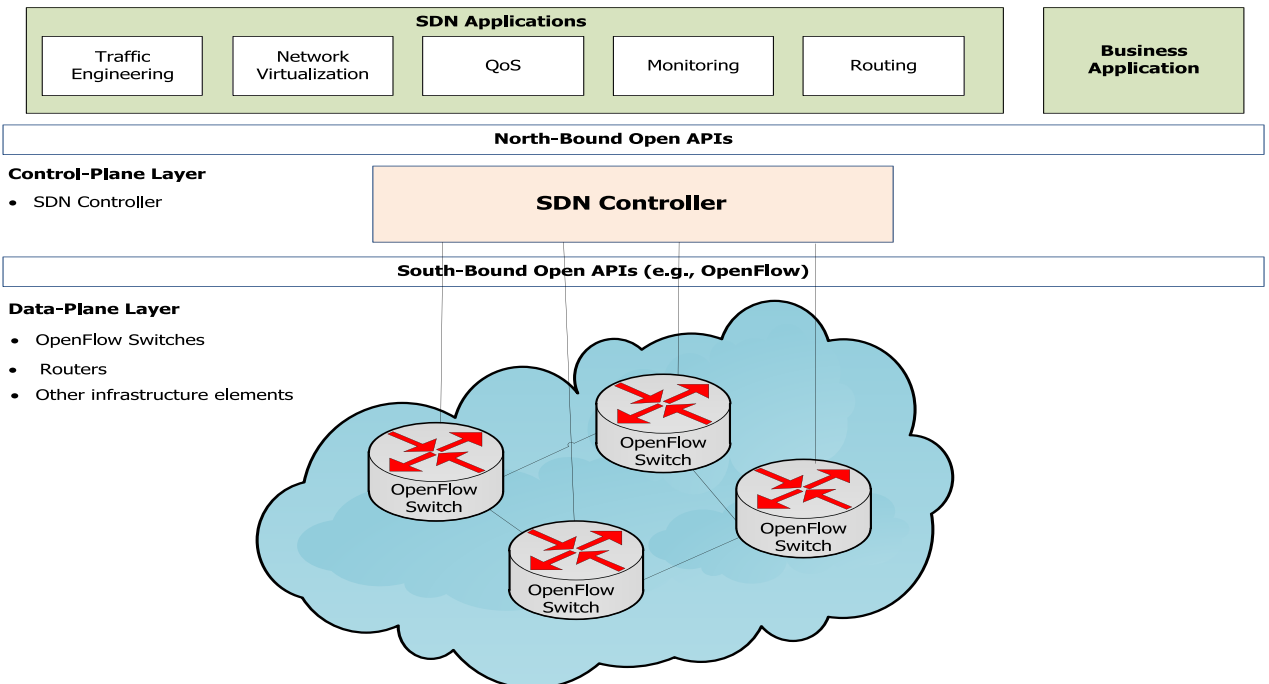 SDN Applications
Traffic
Engineering
Network
Virtualization
QoS
Monitoring
Routing
Business
Application
North-Bound Open APIs
Control-Plane Layer
• SDN Controller
SDN Controller
South-Bound Open APIs (e.g., OpenFlow)
Data-Plane Layer
• OpenFlow Switches
• Routers
• Other infrastructure elements
OpenFlow
Switch
OpenFlow
Switch
OpenFlow
Switch
OpenFlow
Switch